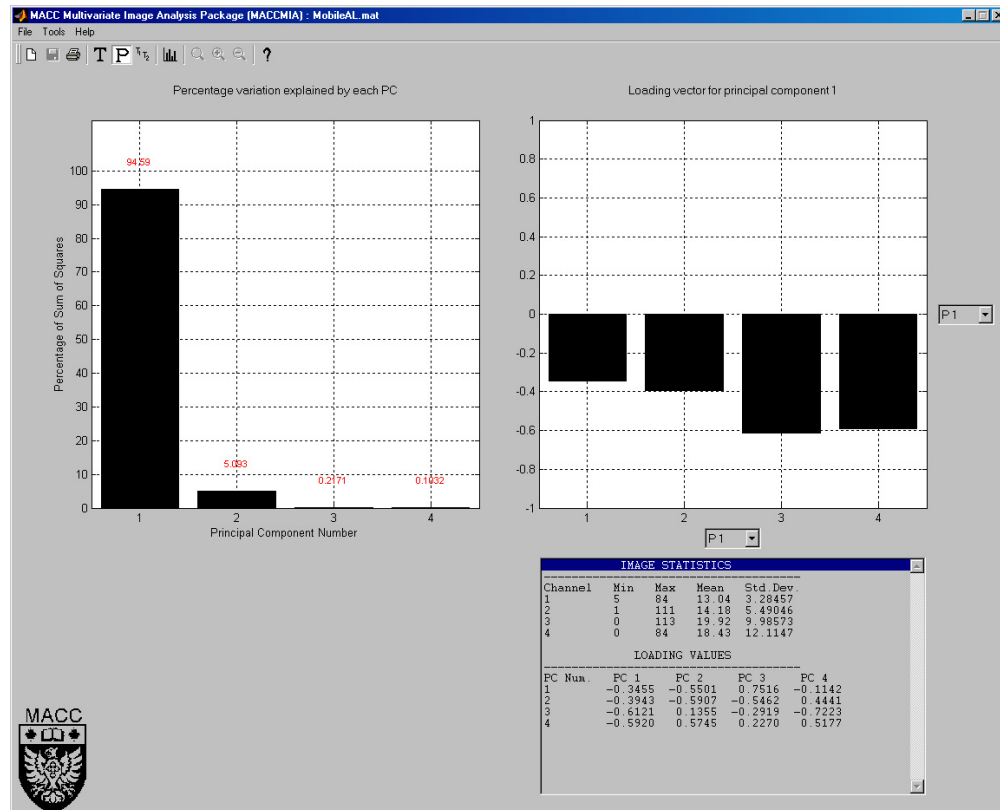 MACC Multivariate Image Analysis Package (MACCMIA) : MobileAL.mat
File Tools Help
T P T1T2 ?
Percentage variation explained by each PC
Percentage of Sum of Squares
100
90
80
70
60
50
40
30
20
10
0
94.59
5.093
0.2171
0.1032
1 2 3 4
Principal Component Number
Loading vector for principal component 1
1
0.8
0.6
0.4
0.2
0
-0.2
-0.4
-0.6
-0.8
-1
1 2 3 4
P1
P1
IMAGE STATISTICS
Channel Min Max Mean Std.Dev.
1 5 84 13.04 3.28457
2 1 111 14.18 5.49046
3 0 113 19.92 9.98573
4 0 84 18.43 12.1147
LOADING VALUES
PC Num. PC 1 PC 2 PC 3 PC 4
1 -0.3455 -0.5501 0.7516 -0.1142
2 -0.3943 -0.5907 -0.5462 0.4441
3 -0.6121 0.1355 -0.2919 -0.7223
4 -0.5920 0.5745 0.2270 0.5177
MACC